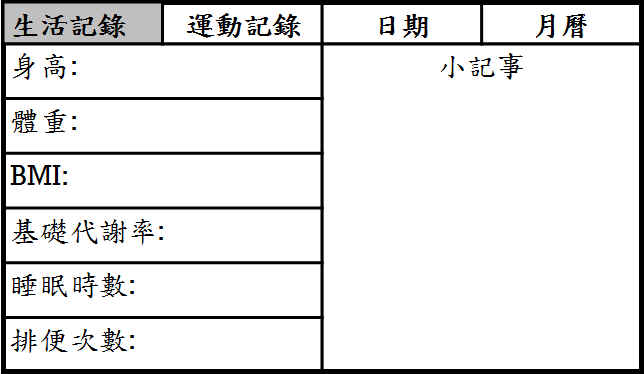 生活記錄 運動記錄 日期 月曆
身高: 小記事
體重:
BMI:
基礎代謝率:
睡眠時數:
排便次數: